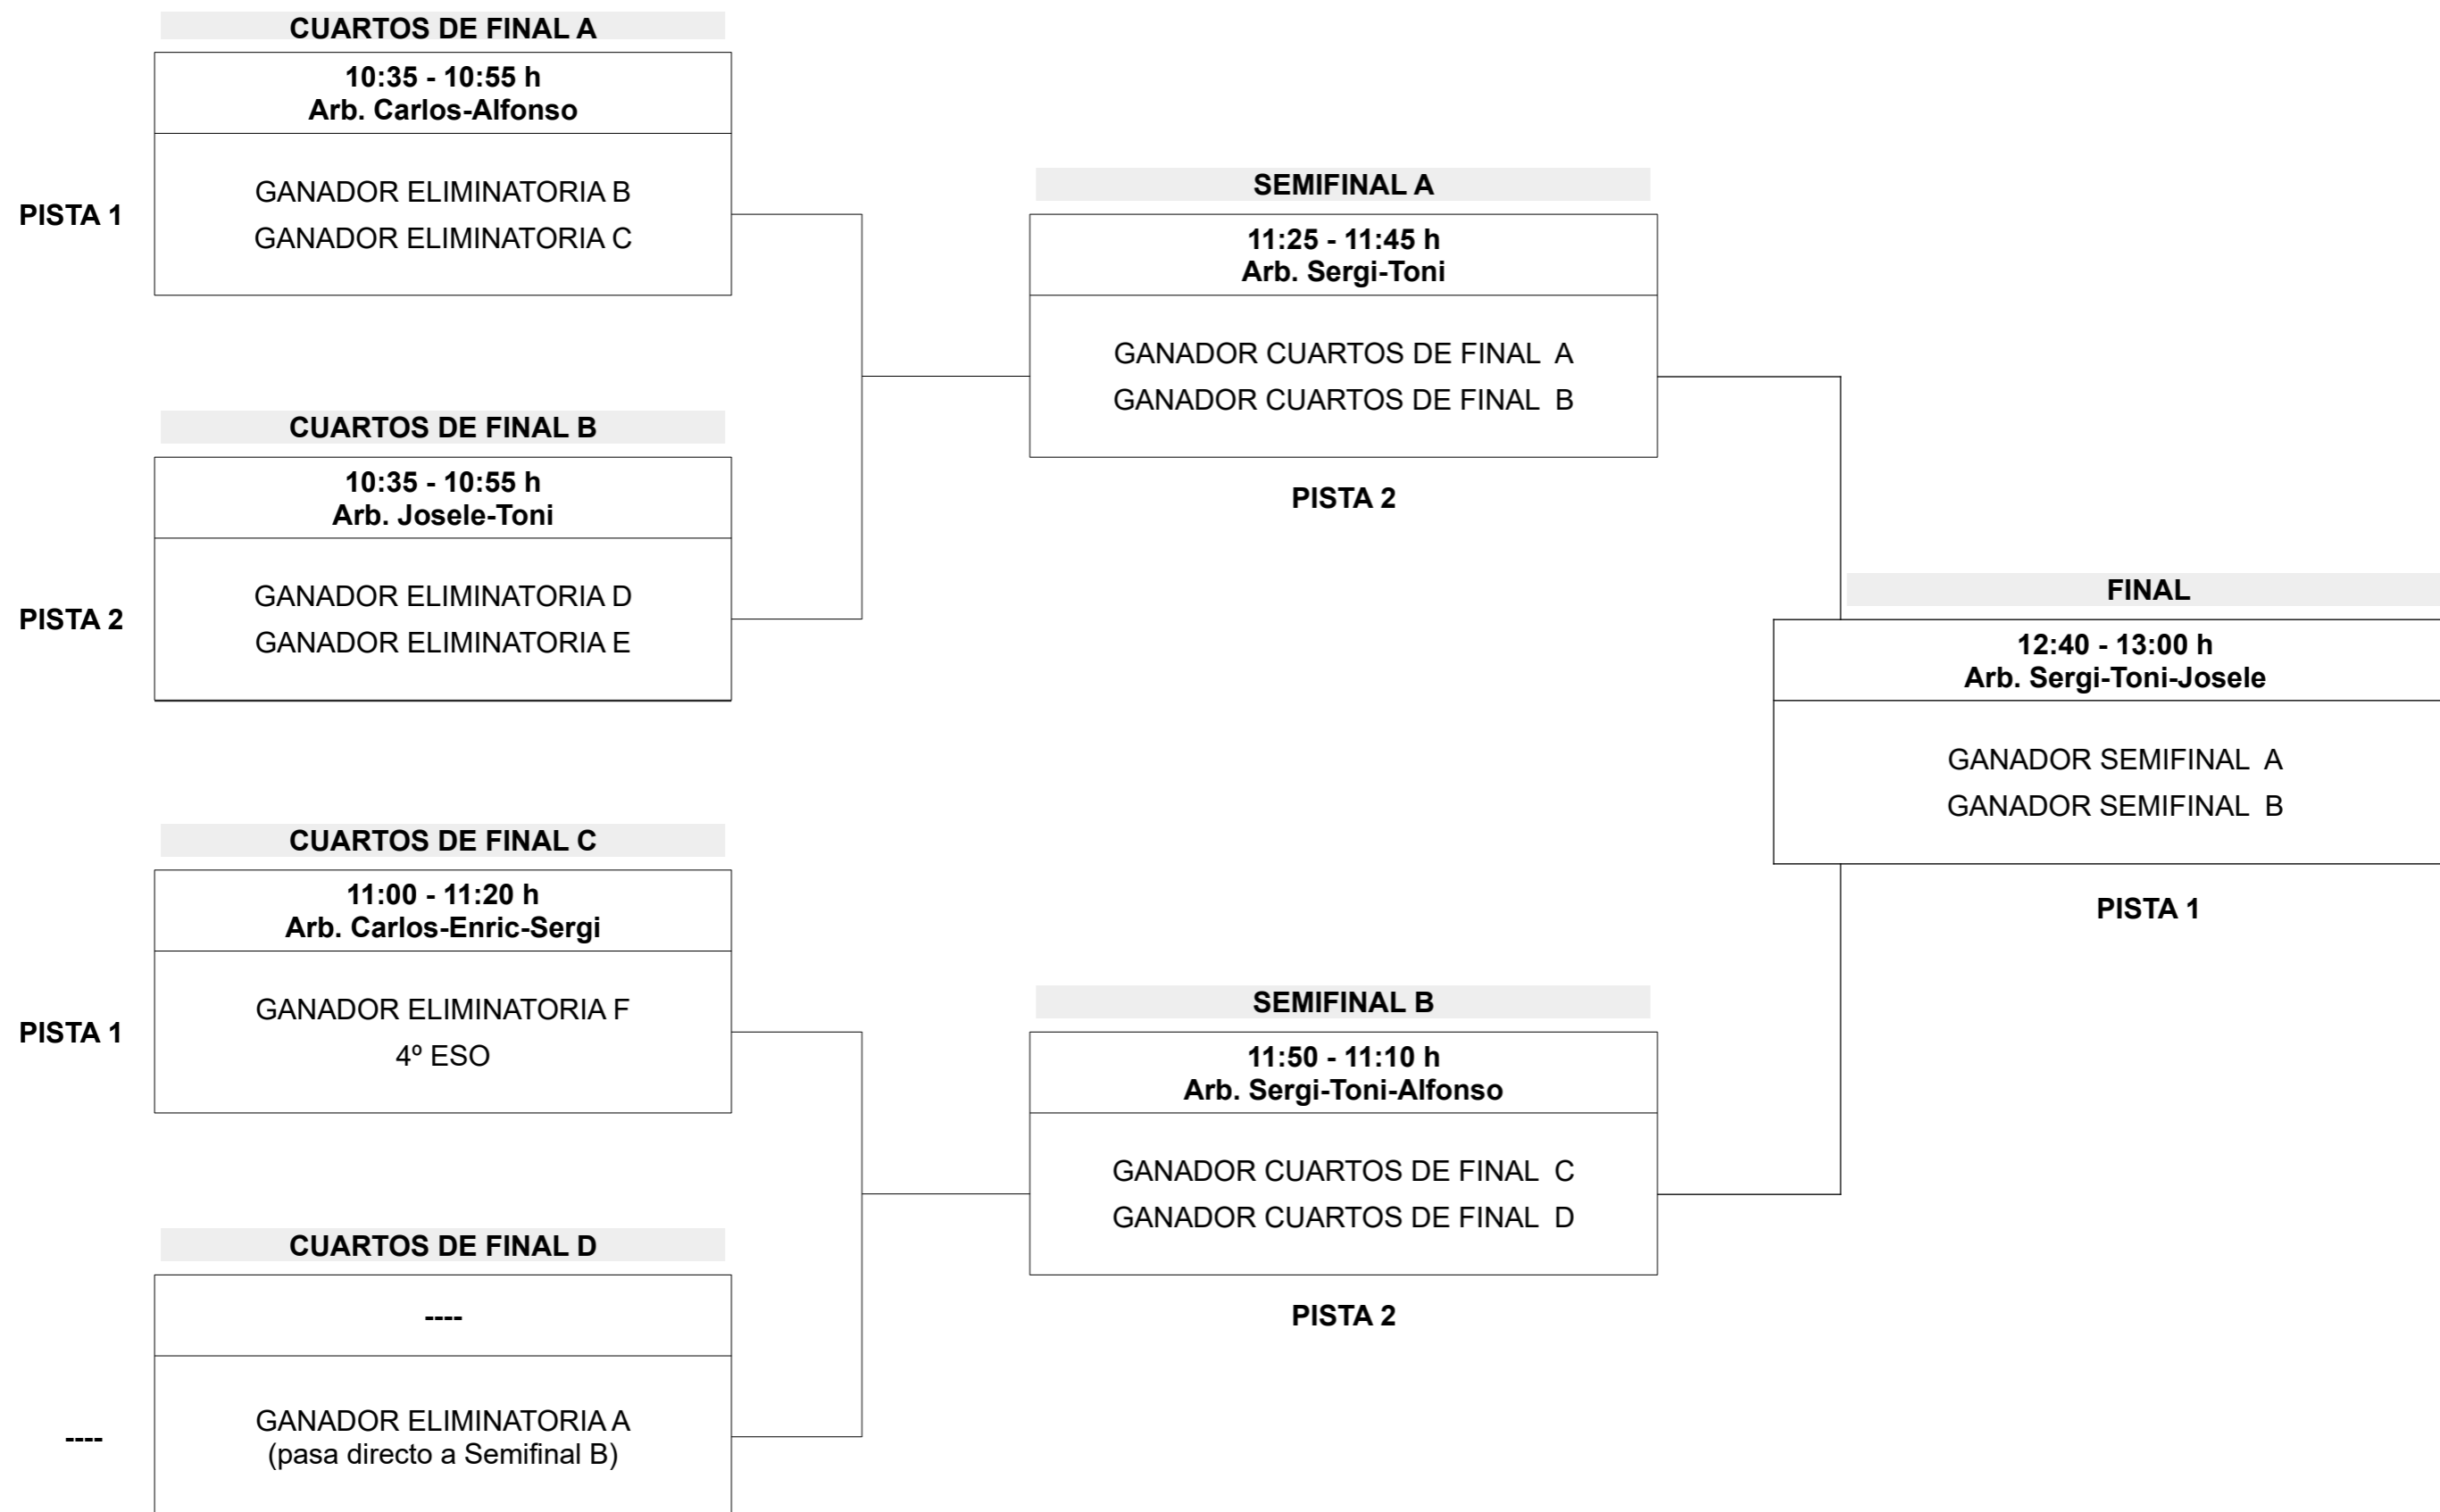 CUARTOS DE FINAL A
10:35 - 10:55 h
Arb. Carlos-Alfonso
PISTA 1
GANADOR ELIMINATORIA B
GANADOR ELIMINATORIA C
CUARTOS DE FINAL B
10:35 - 10:55 h
Arb. Josele-Toni
PISTA 2
GANADOR ELIMINATORIA D
GANADOR ELIMINATORIA E
CUARTOS DE FINAL C
11:00 - 11:20 h
Arb. Carlos-Enric-Sergi
PISTA 1
GANADOR ELIMINATORIA F
4º ESO
CUARTOS DE FINAL D
----
----
GANADOR ELIMINATORIA A
(pasa directo a Semifinal B)
SEMIFINAL A
11:25 - 11:45 h
Arb. Sergi-Toni
GANADOR CUARTOS DE FINAL  A
GANADOR CUARTOS DE FINAL  B
PISTA 2
SEMIFINAL B
11:50 - 11:10 h
Arb. Sergi-Toni-Alfonso
GANADOR CUARTOS DE FINAL  C
GANADOR CUARTOS DE FINAL  D
PISTA 2
FINAL
12:40 - 13:00 h
Arb. Sergi-Toni-Josele
GANADOR SEMIFINAL  A
GANADOR SEMIFINAL  B
PISTA 1